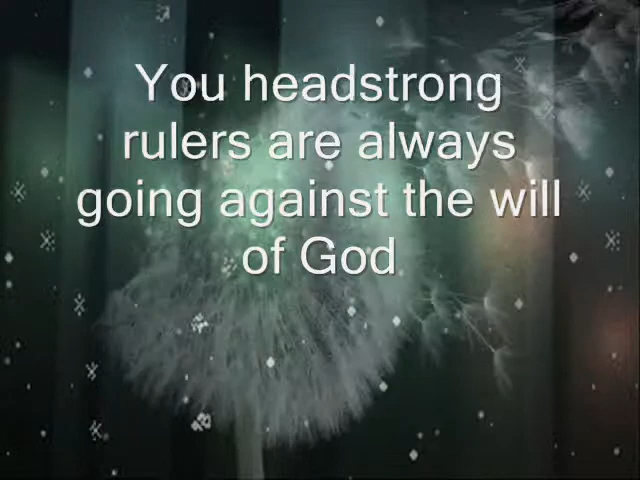 You headstrong
rulers are always
going against the will
of God